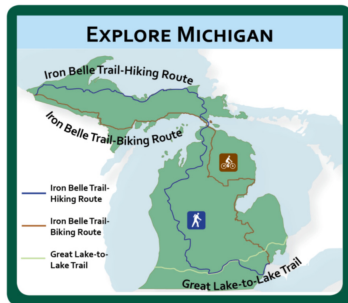 EXPLORE MICHIGAN
Iron Belle Trail-Hiking Route
Iron Belle Trail-Biking Route
Iron Belle Trail-
Hiking Route
Iron Belle Trail-
Biking Route
Great Lake-to-
Lake Trail
Great Lake-to-Lake Trail